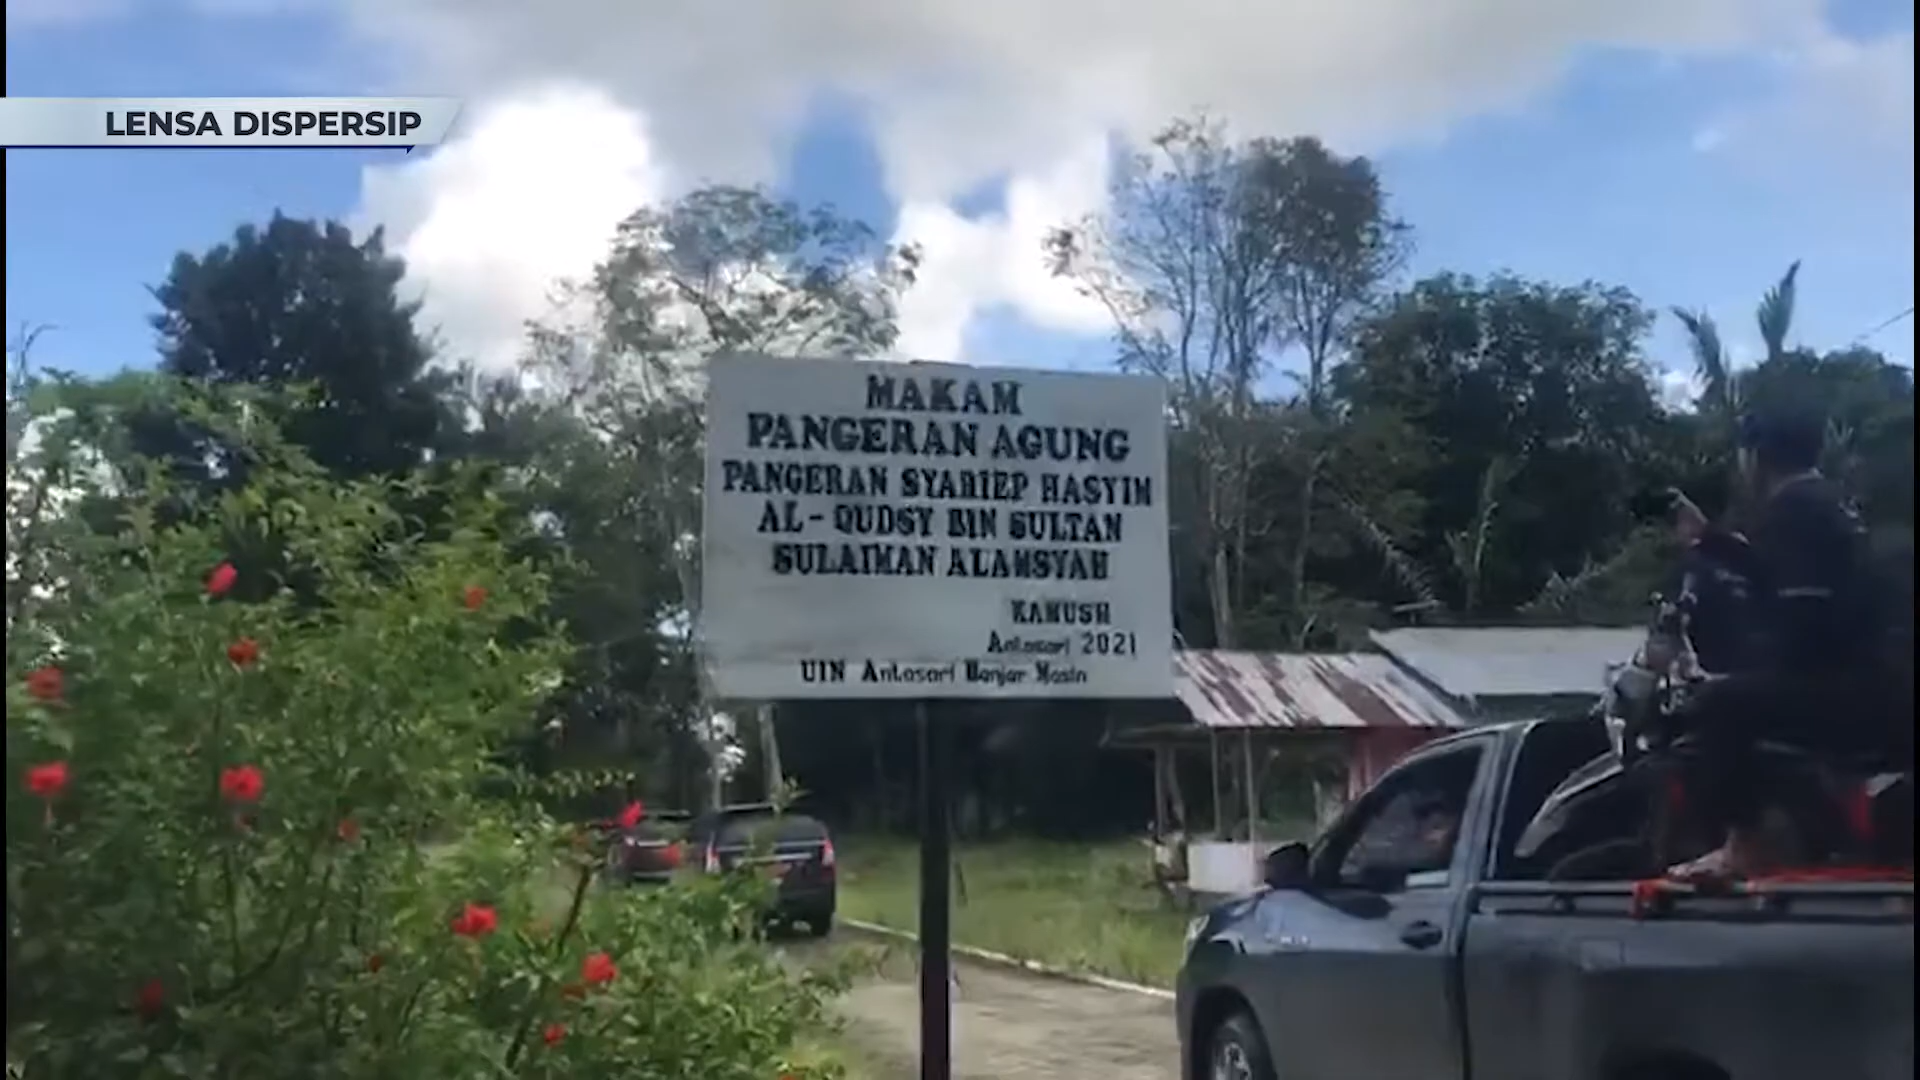 LENSA DISPERSIP
MAKAM
PANGERAN AGUNG
PANGERAN SYARIEP HASYIM
AL - QUDSY BIN SULTAN
SULAIMAN ALAMSYAH
KAMUSH
Antasari 2021
UIN Antasari Banjar Masin